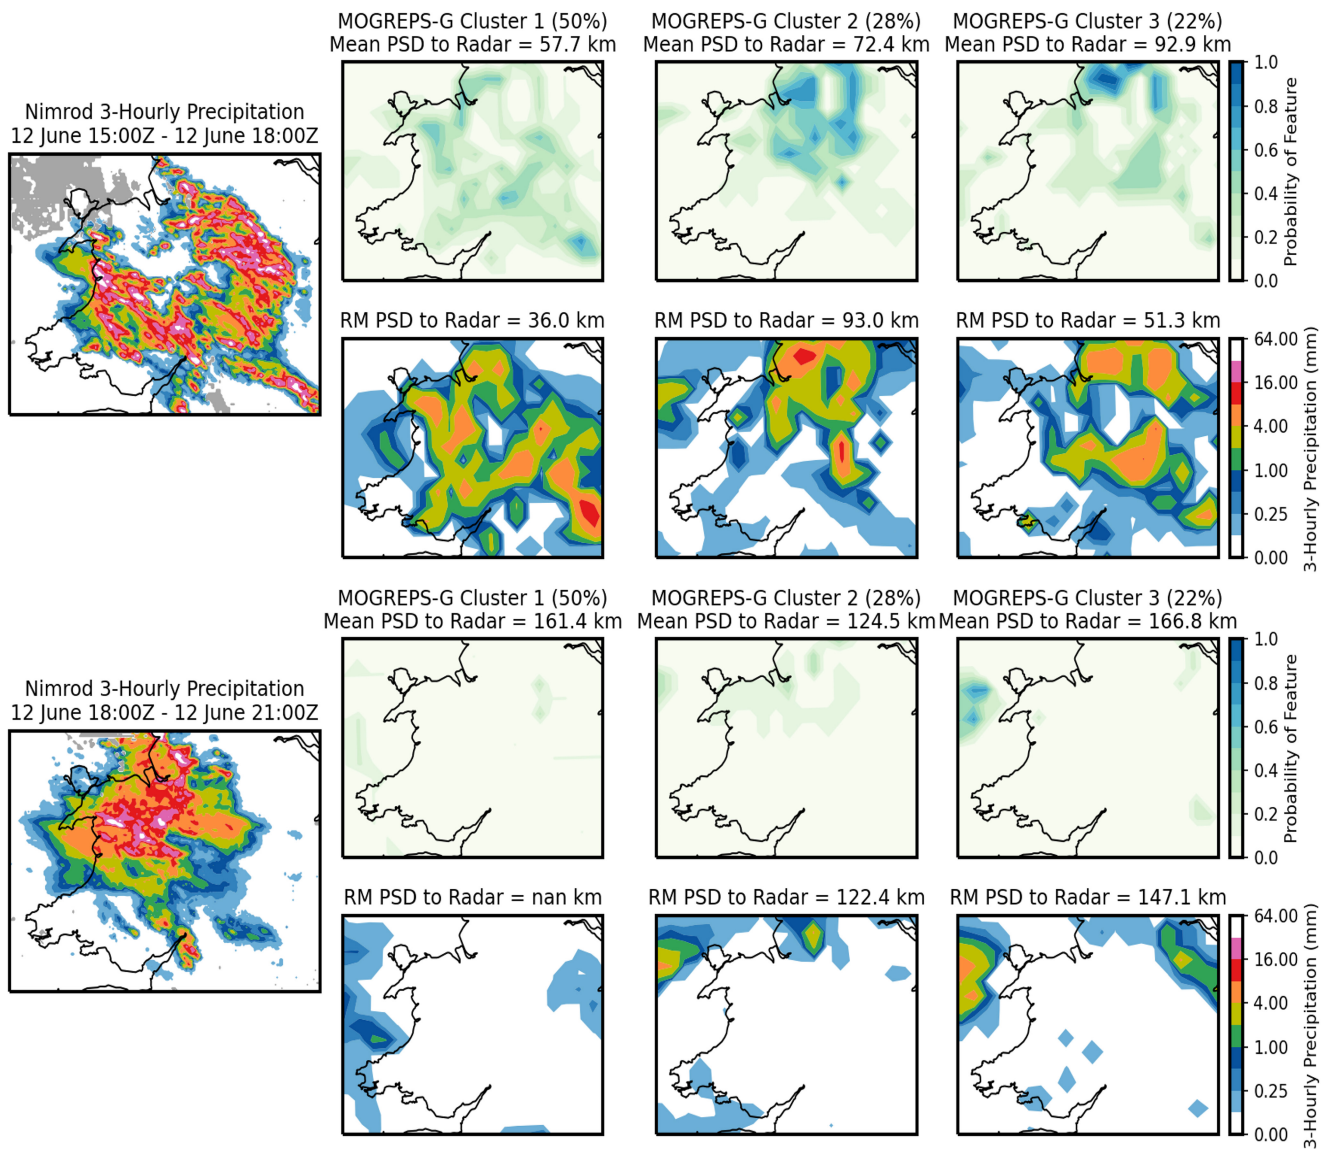 MOGREPS-G Cluster 1 (50%)
Mean PSD to Radar = 57.7 km
MOGREPS-G Cluster 2 (28%)
Mean PSD to Radar = 72.4 km
MOGREPS-G Cluster 3 (22%)
Mean PSD to Radar = 92.9 km
Nimrod 3-Hourly Precipitation
12 June 15:00Z - 12 June 18:00Z
1.0
0.8
0.6
0.4
0.2
0.0
Probability of Feature
RM PSD to Radar = 36.0 km
RM PSD to Radar = 93.0 km
RM PSD to Radar = 51.3 km
64.00
16.00
4.00
1.00
0.25
0.00
3-Hourly Precipitation (mm)
MOGREPS-G Cluster 1 (50%)
Mean PSD to Radar = 161.4 km
MOGREPS-G Cluster 2 (28%)
Mean PSD to Radar = 124.5 km
MOGREPS-G Cluster 3 (22%)
Mean PSD to Radar = 166.8 km
Nimrod 3-Hourly Precipitation
12 June 18:00Z - 12 June 21:00Z
1.0
0.8
0.6
0.4
0.2
0.0
Probability of Feature
RM PSD to Radar = nan km
RM PSD to Radar = 122.4 km
RM PSD to Radar = 147.1 km
64.00
16.00
4.00
1.00
0.25
0.00
3-Hourly Precipitation (mm)